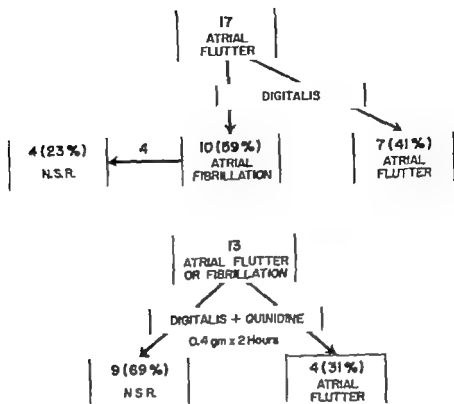 17
ATRIAL
FLUTTER
DIGITALIS
4 (23%)
N.S.R.
4
10 (59%)
ATRIAL
FIBRILLATION
7 (41%)
ATRIAL
FLUTTER
13
ATRIAL FLUTTER
OR FIBRILLATION
DIGITALIS + QUINIDINE
0.4 gm x 2 Hours
9 (69%)
N.S.R.
4 (31%)
ATRIAL
FLUTTER